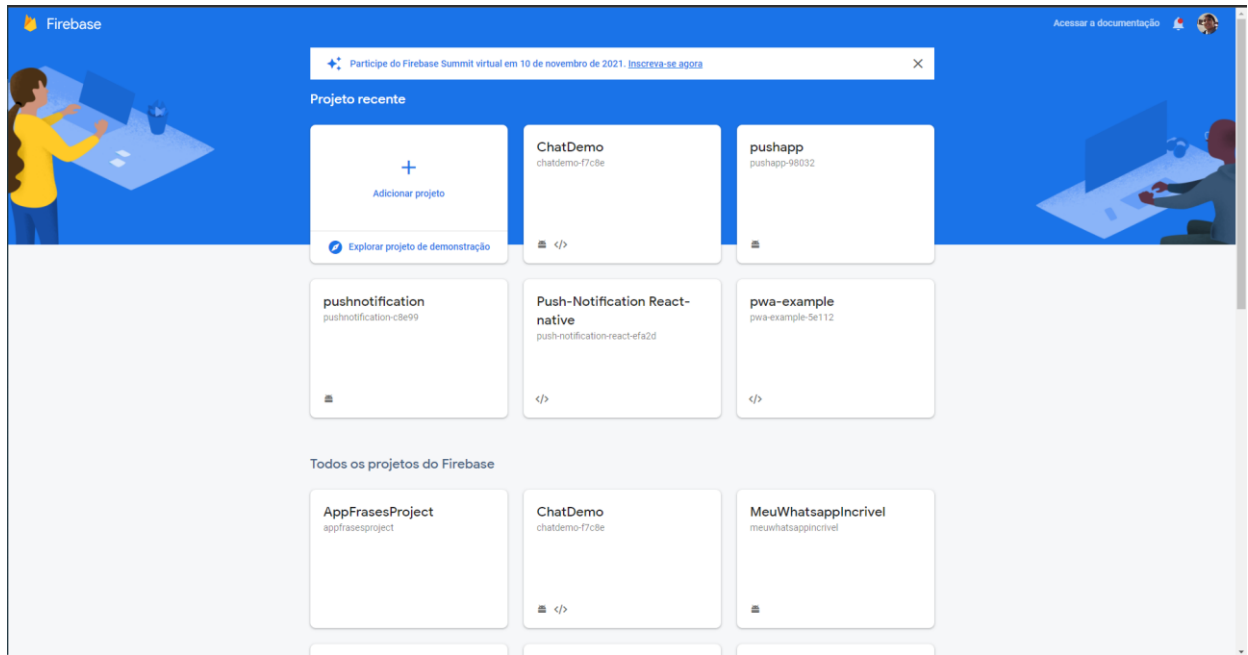 Firebase
Acessar a documentação
Participe do Firebase Summit virtual em 10 de novembro de 2021. Inscreva-se agora
Projeto recente
Adicionar projeto
Explorar projeto de demonstração
ChatDemo
chatdemo-f7c8e
</>
pushapp
pushapp-98032
pushnotification
pushnotification-c8e99
Push-Notification React-
native
push-notification-react-efa2d
</>
pwa-example
pwa-example-5e112
</>
Todos os projetos do Firebase
AppFrasesProject
appfrasesproject
ChatDemo
chatdemo-f7c8e
</>
MeuWhatsappIncrivel
meuwhatsappincrivel